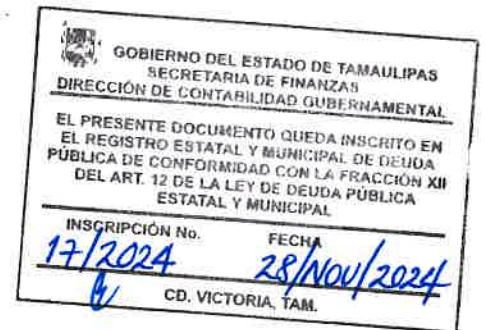 GOBIERNO DEL ESTADO DE TAMAULIPAS
SECRETARIA DE FINANZAS
DIRECCIÓN DE CONTABILIDAD GUBERNAMENTAL
EL PRESENTE DOCUMENTO QUEDA INSCRITO EN
EL REGISTRO ESTATAL Y MUNICIPAL DE DEUDA
PÚBLICA DE CONFORMIDAD CON LA FRACCIÓN XII
DEL ART. 12 DE LA LEY DE DEUDA PÚBLICA
ESTATAL Y MUNICIPAL
INSCRIPCIÓN No. FECHA
17/2024 28/NOV/2024
CD. VICTORIA, TAM.